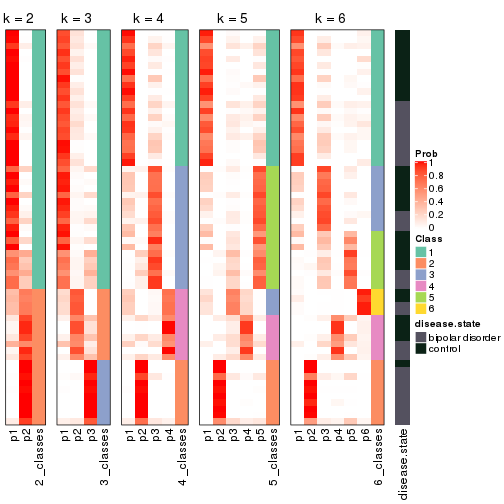 k = 2 k = 3 k = 4 k = 5 k = 6
Prob
1
0.8
0.6
0.4
0.2
0
Class
1
2
3
4
5
6
disease.state
bipolar disorder
control
p1 p2 2_classes p1 p2 p3 3_classes p1 p2 p3 p4 4_classes p1 p2 p3 p4 p5 5_classes p1 p2 p3 p4 p5 p6 6_classes disease.state